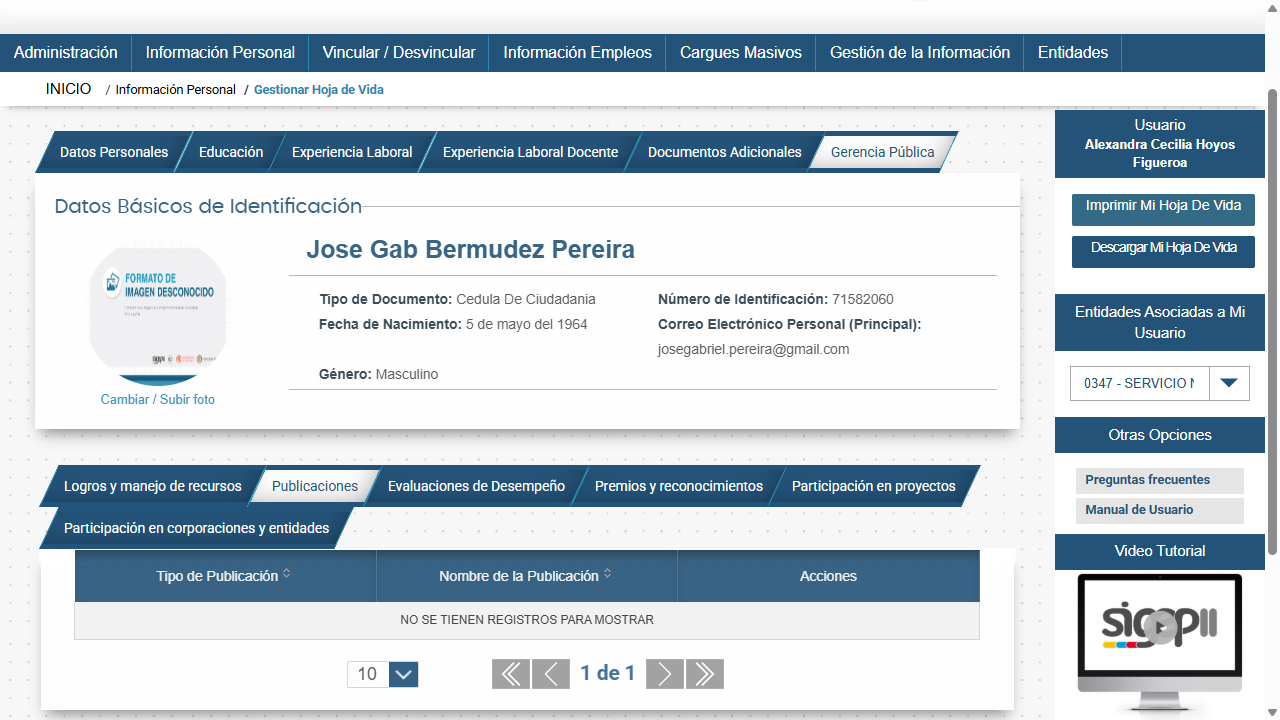 Administración Información Personal Vincular / Desvincular Información Empleos Cargues Masivos Gestión de la Información Entidades
INICIO / Información Personal / Gestionar Hoja de Vida
Datos Personales Educación Experiencia Laboral Experiencia Laboral Docente Documentos Adicionales Gerencia Pública
Datos Básicos de Identificación
FORMATO DE
IMAGEN DESCONOCIDO
Cambiar / Subir foto
Jose Gab Bermudez Pereira
Tipo de Documento: Cedula De Ciudadania
Número de Identificación: 71582060
Fecha de Nacimiento: 5 de mayo del 1964
Correo Electrónico Personal (Principal):
josegabriel.pereira@gmail.com
Género: Masculino
Logros y manejo de recursos Publicaciones Evaluaciones de Desempeño Premios y reconocimientos Participación en proyectos
Participación en corporaciones y entidades
Tipo de Publicación Nombre de la Publicación Acciones
NO SE TIENEN REGISTROS PARA MOSTRAR
10
1 de 1
Usuario
Alexandra Cecilia Hoyos
Figueroa
Imprimir Mi Hoja De Vida
Descargar Mi Hoja De Vida
Entidades Asociadas a Mi
Usuario
0347 - SERVICIO
Otras Opciones
Preguntas frecuentes
Manual de Usuario
Video Tutorial
sigepII